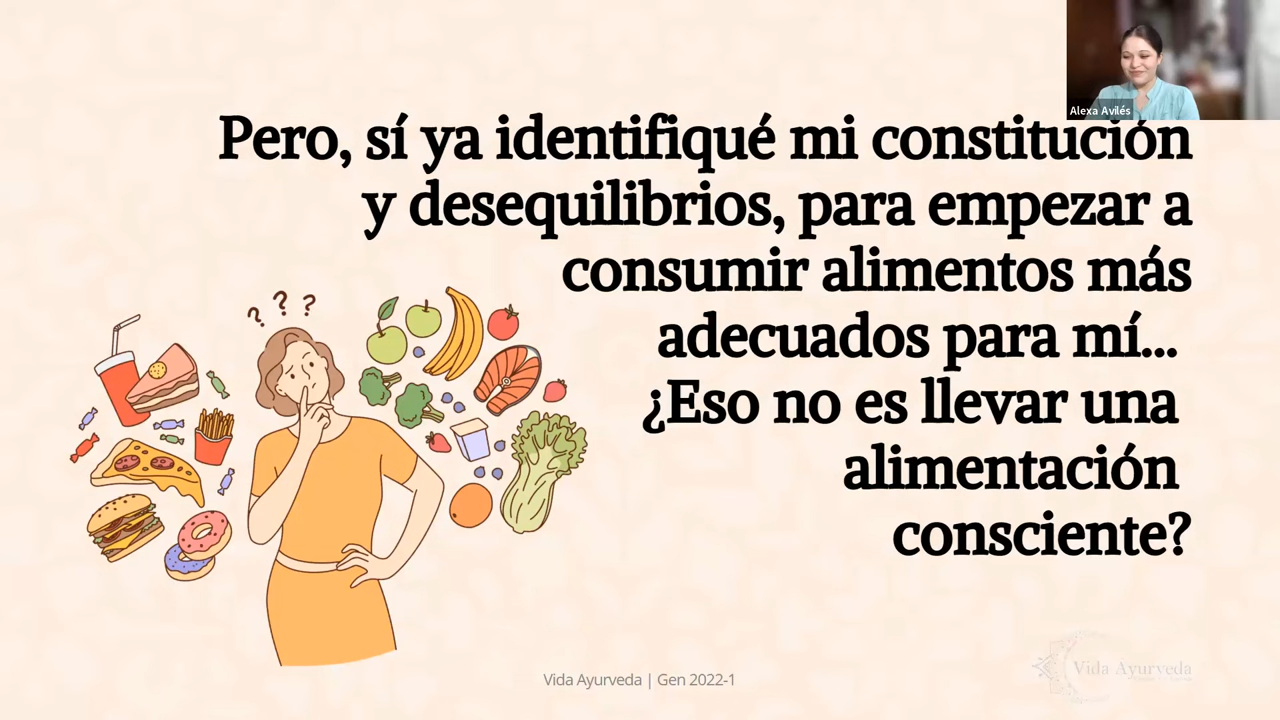 Alexa Avilés
Pero, sí ya identifiqué mi constitución
y desequilibrios, para empezar a
consumir alimentos más
adecuados para mí...
¿Eso no es llevar una
alimentación
consciente?
? ? ?
Vida Ayurveda | Gen 2022-1
Vida Ayurveda